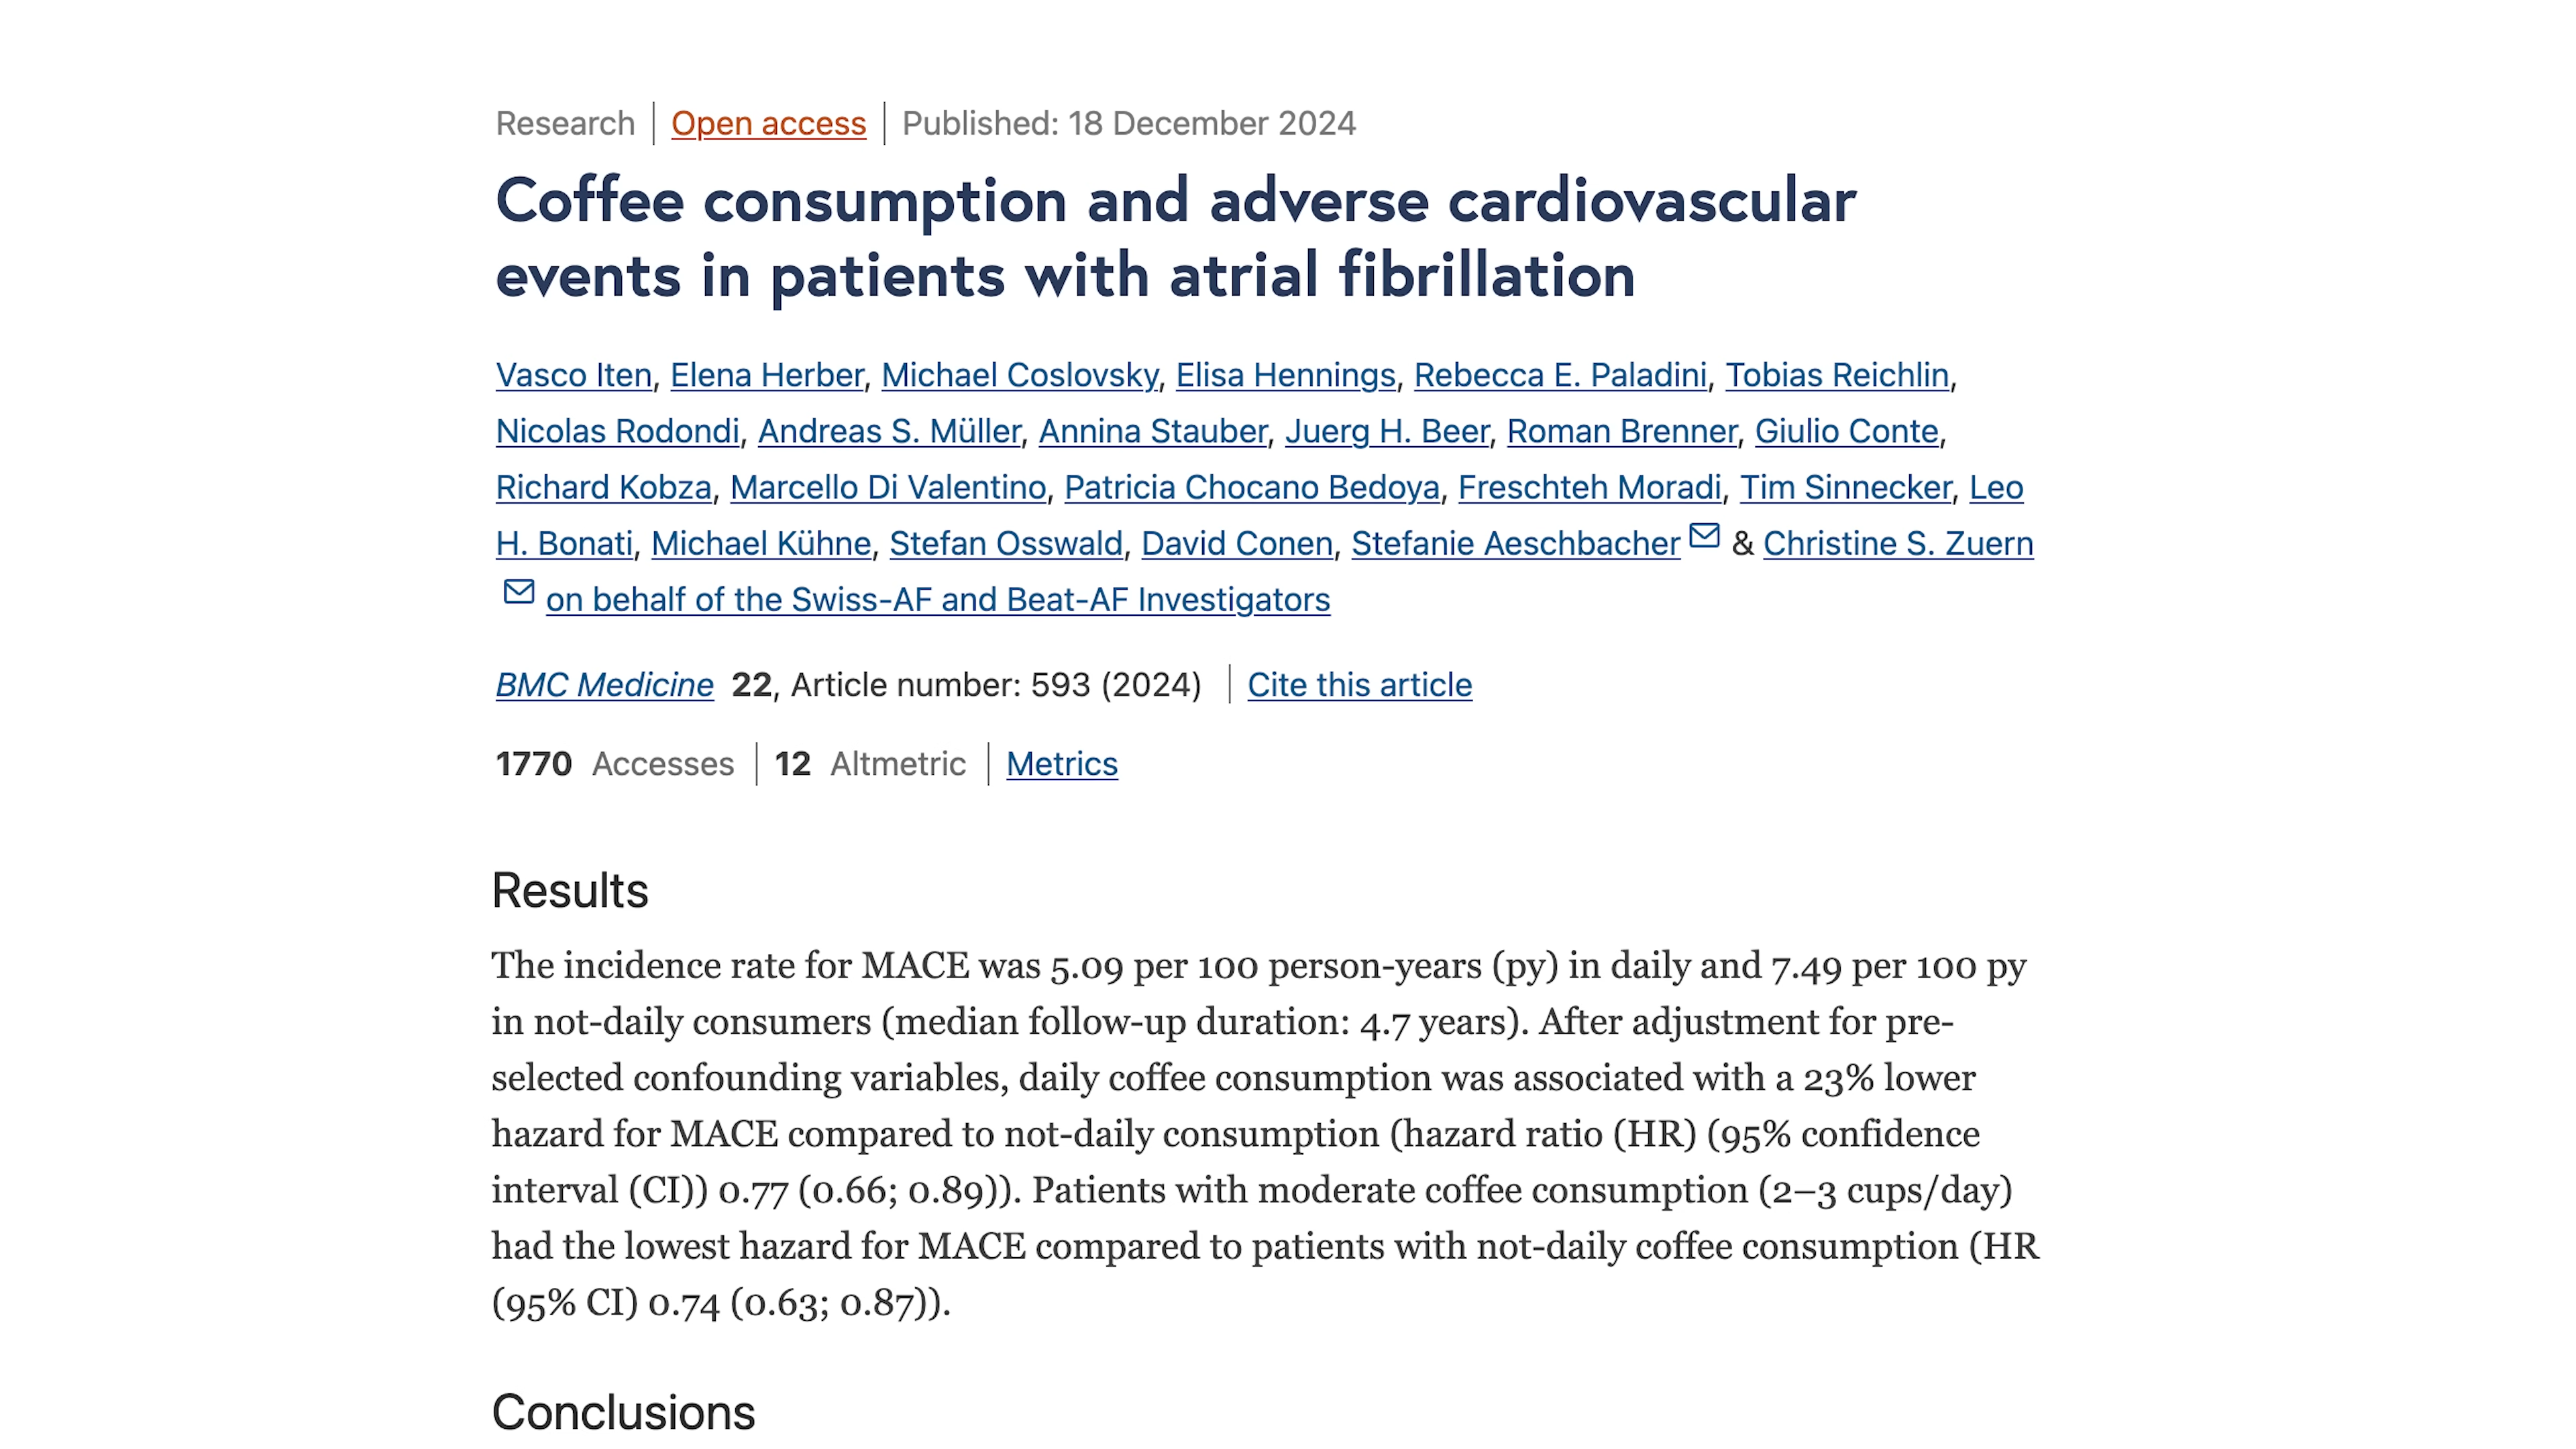 Research | Open access | Published: 18 December 2024
Coffee consumption and adverse cardiovascular
events in patients with atrial fibrillation
Vasco Iten, Elena Herber, Michael Coslovsky, Elisa Hennings, Rebecca E. Paladini, Tobias Reichlin,
Nicolas Rodondi, Andreas S. Müller, Annina Stauber, Juerg H. Beer, Roman Brenner, Giulio Conte,
Richard Kobza, Marcello Di Valentino, Patricia Chocano Bedoya, Freschteh Moradi, Tim Sinnecker, Leo
H. Bonati, Michael Kühne, Stefan Osswald, David Conen, Stefanie Aeschbacher & Christine S. Zuern
on behalf of the Swiss-AF and Beat-AF Investigators
BMC Medicine 22, Article number: 593 (2024) | Cite this article
1770 Accesses | 12 Altmetric | Metrics
Results
The incidence rate for MACE was 5.09 per 100 person-years (py) in daily and 7.49 per 100 py
in not-daily consumers (median follow-up duration: 4.7 years). After adjustment for pre-
selected confounding variables, daily coffee consumption was associated with a 23% lower
hazard for MACE compared to not-daily consumption (hazard ratio (HR) (95% confidence
interval (CI)) 0.77 (0.66; 0.89)). Patients with moderate coffee consumption (2–3 cups/day)
had the lowest hazard for MACE compared to patients with not-daily coffee consumption (HR
(95% CI) 0.74 (0.63; 0.87)).
Conclusions